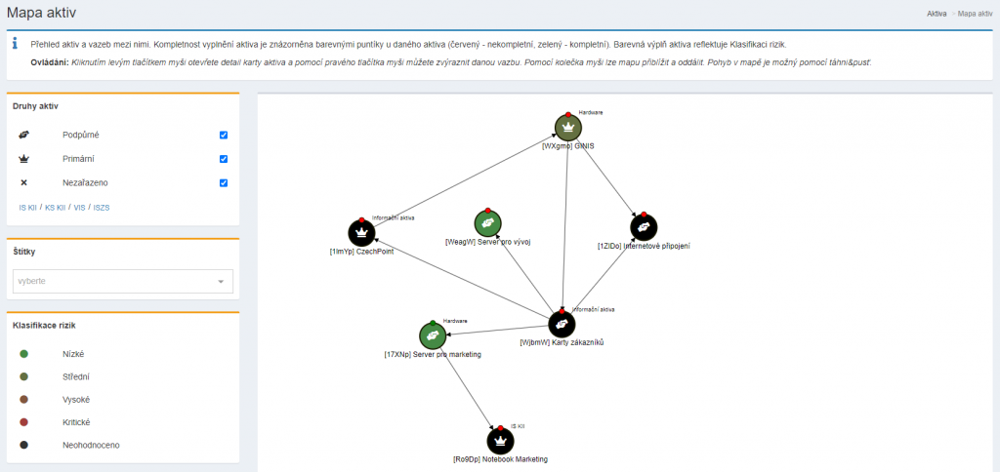 Mapa aktiv
Aktiva > Mapa aktiv
Přehled aktiv a vazeb mezi nimi. Kompletnost vyplnění aktiva je znázorněna barevnými puntíky u daného aktiva (červený - nekompletní, zelený - kompletní). Barevná výplň aktiva reflektuje Klasifikaci rizik.
Ovládání: Kliknutím levým tlačítkem myši otevřete detail karty aktiva a pomocí pravého tlačítka myši můžete zvýraznit danou vazbu. Pomocí kolečka myši lze mapu přiblížit a oddálit. Pohyb v mapě je možný pomocí táhni&pusť.
Druhy aktiv
Podpůrné
Primární
Nezařazeno
IS KII / KS KII / VIS / ISZS
Štítky
vyberte
Klasifikace rizik
Nízké
Střední
Vysoké
Kritické
Neohodnoceno
Hardware
[WXgmo] GINIS
Informační aktiva
[1lmYp] CzechPoint
[WeagW] Server pro vývoj
[1ZlDo] Internetové připojení
Informační aktiva
[WjbmW] Karty zákazníků
Hardware
[17XNp] Server pro marketing
IS KII
[Ro9Dp] Notebook Marketing